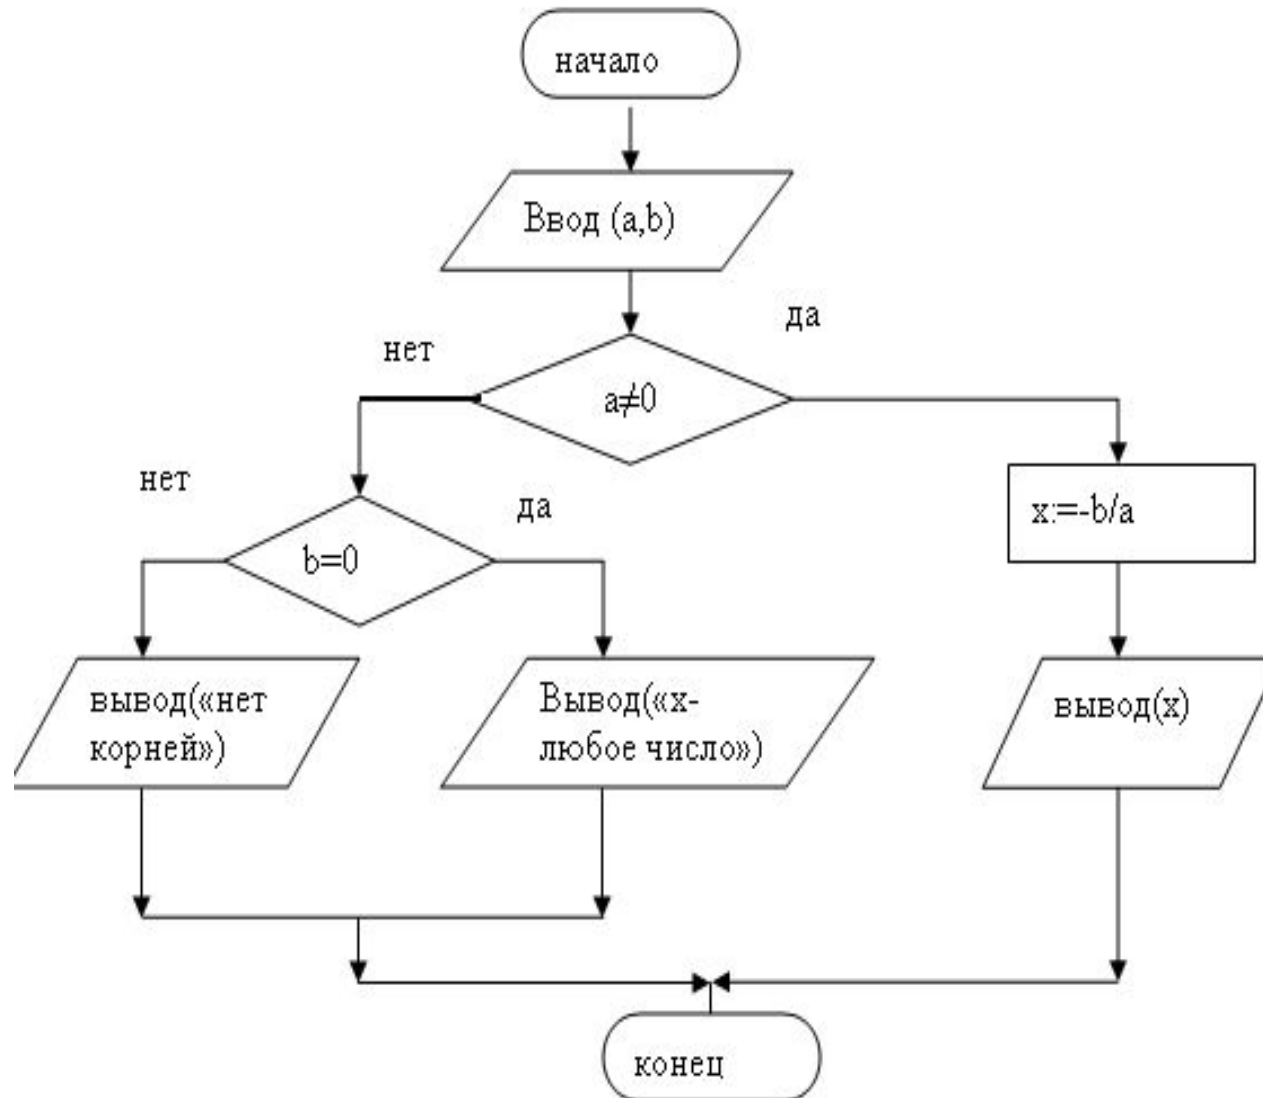 начало
Ввод (a,b)
да
нет
a≠0
нет
да
x:=-b/a
b=0
вывод(«нет
корней»)
Вывод(«x-
любое число»)
вывод(x)
конец